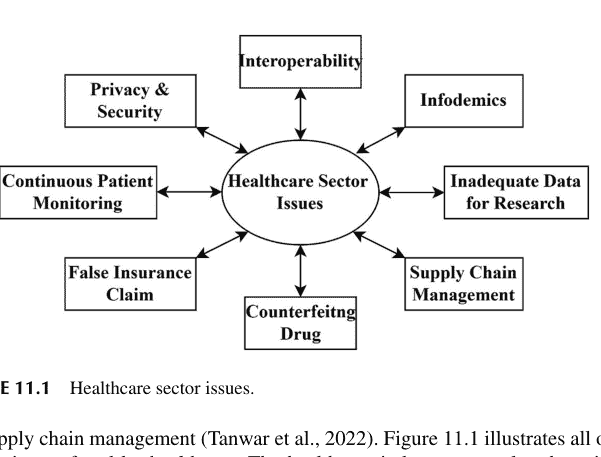 Interoperability
Privacy &
Security
Infodemics
Continuous Patient
Monitoring
Healthcare Sector
Issues
Inadequate Data
for Research
False Insurance
Claim
Supply Chain
Management
Counterfeitng
Drug
E 11.1 Healthcare sector issues.
pply chain management (Tanwar et al., 2022). Figure 11.1 illustrates all o